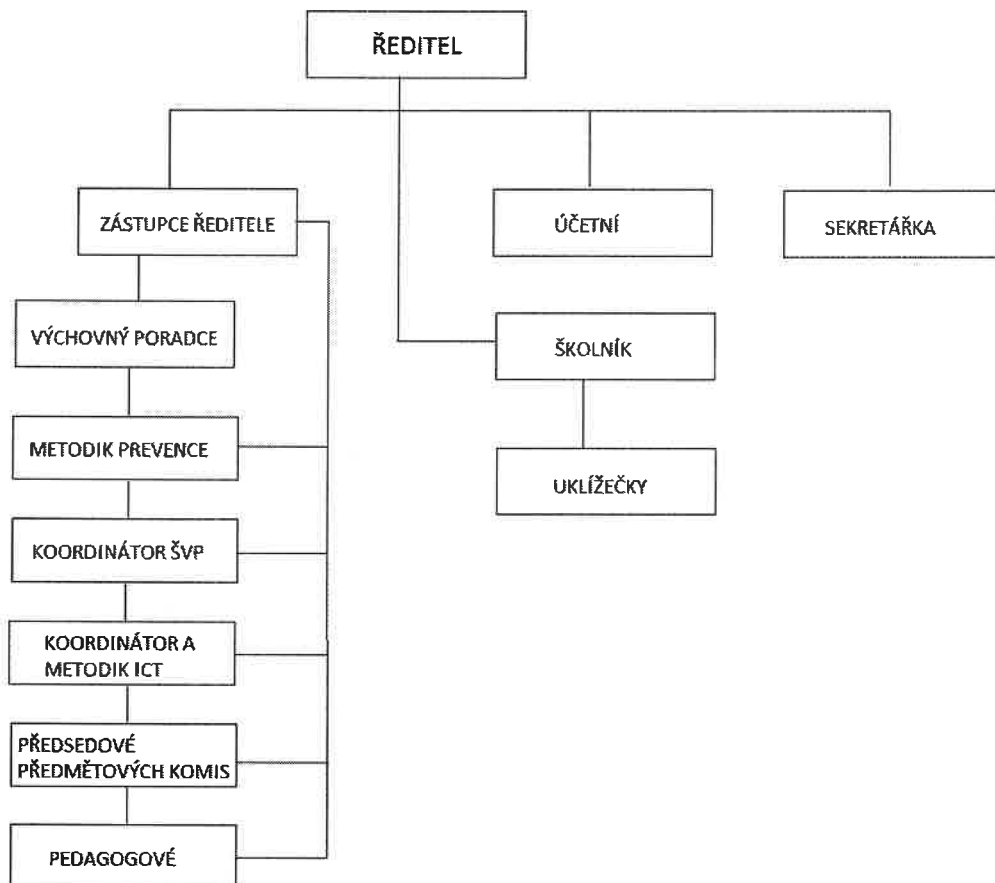 ŘEDITEL
ZÁSTUPCE ŘEDITELE
ÚČETNÍ
SEKRETÁŘKA
VÝCHOVNÝ PORADCE
ŠKOLNÍK
METODIK PREVENCE
UKLÍŽEČKY
KOORDINÁTOR ŠVP
KOORDINÁTOR A
METODIK ICT
PŘEDSEDOVÉ
PŘEDMĚTOVÝCH KOMIS
PEDAGOGOVÉ